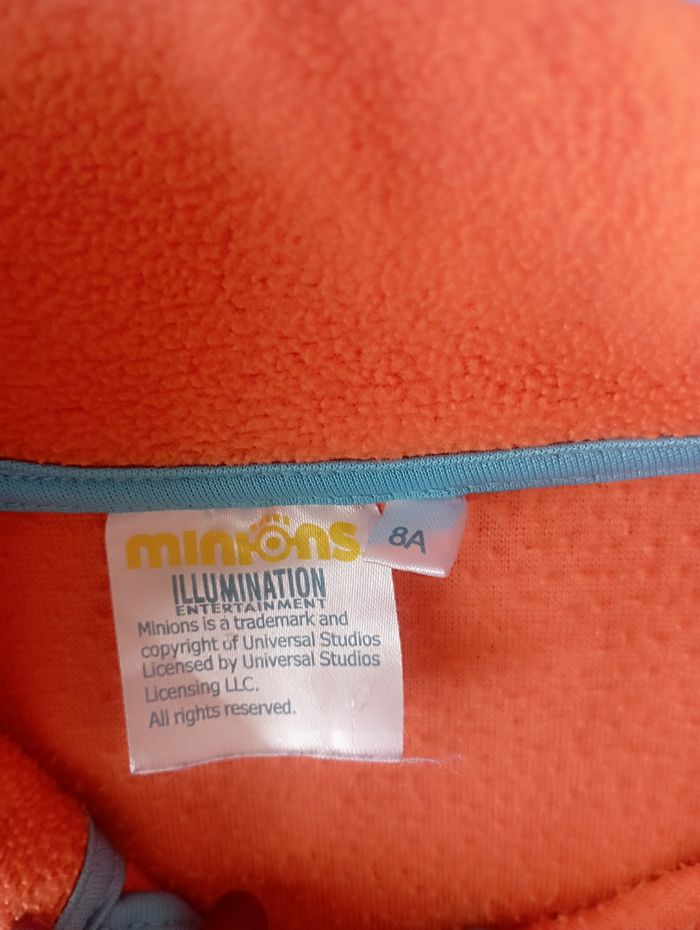 minions
8A
ILLUMINATION
ENTERTAINMENT
Minions is a trademark and
copyright of Universal Studios
Licensed by Universal Studios
Licensing LLC.
All rights reserved.